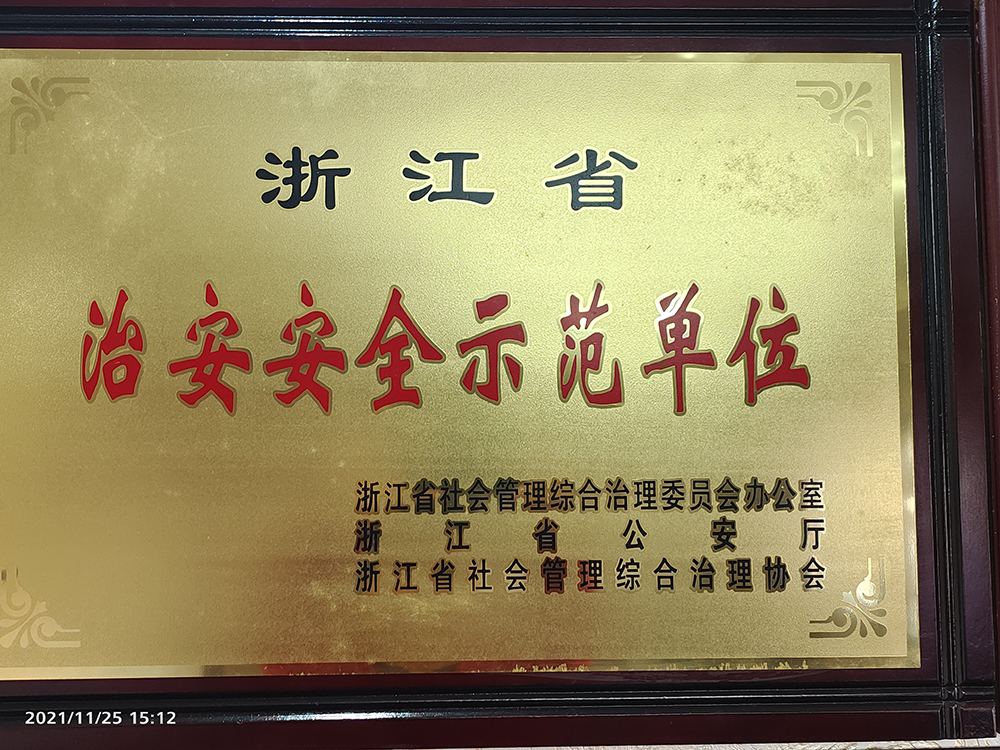 浙江省
治安安全示范单位
浙江省社会管理综合治理委员会办公室
浙江省公安厅
浙江省社会管理综合治理协会
2021/11/25 15:12